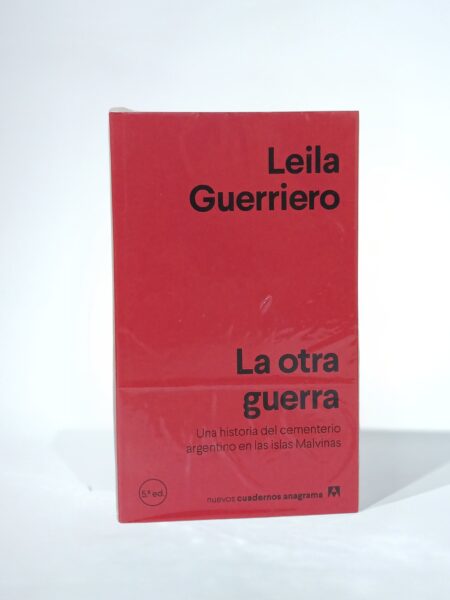 Leila
Guerriero
La otra
guerra
Una historia del cementerio
argentino en las islas Malvinas
5.ª ed.
nuevos cuadernos anagrama